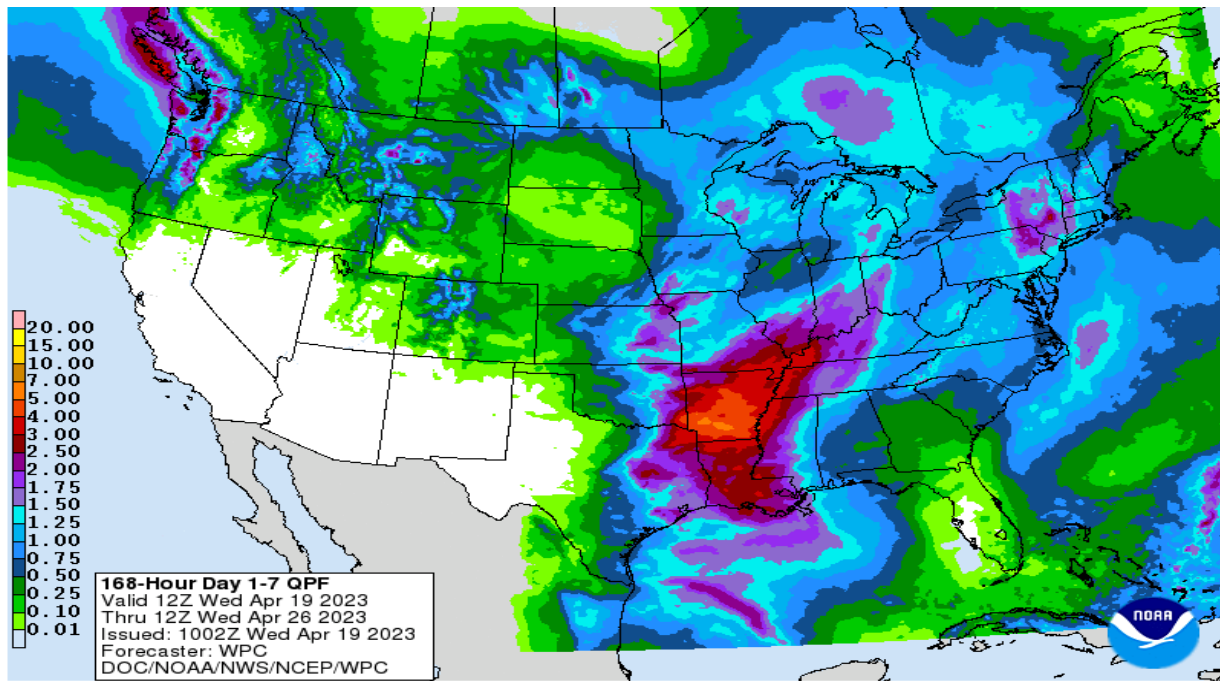 20.00
15.00
10.00
7.00
5.00
4.00
3.00
2.50
2.00
1.75
1.50
1.25
1.00
0.75
0.50
0.25
0.10
0.01
168-Hour Day 1-7 QPF
Valid 12Z Wed Apr 19 2023
Thru 12Z Wed Apr 26 2023
Issued: 1002Z Wed Apr 19 2023
Forecaster: WPC
DOC/NOAA/NWS/NCEP/WPC
NOAA